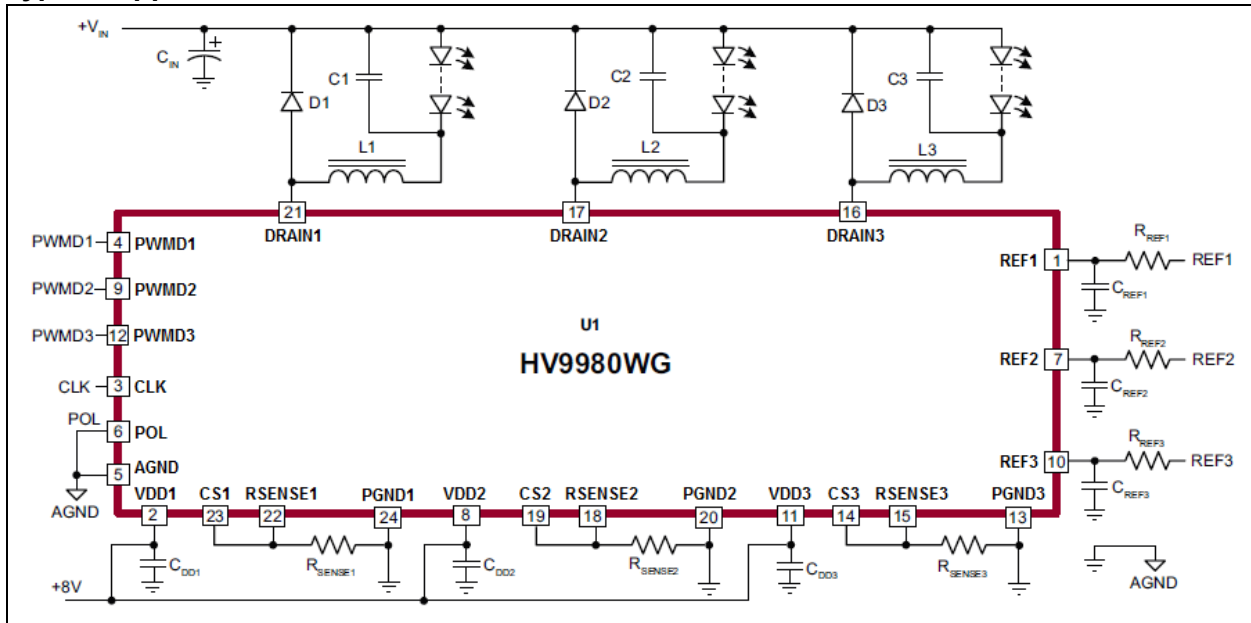 +VIN
CIN
+
D1
C1
L1
D2
C2
L2
D3
C3
L3
21
17
16
DRAIN1
DRAIN2
DRAIN3
PWMD1
4
PWMD1
PWMD2
9
PWMD2
PWMD3
12
PWMD3
CLK
3
CLK
POL
6
POL
5
AGND
AGND
U1
HV9980WG
REF1
1
RREF1
REF1
CREF1
REF2
7
RREF2
REF2
CREF2
REF3
10
RREF3
REF3
CREF3
VDD1
CS1
RSENSE1
PGND1
VDD2
CS2
RSENSE2
PGND2
VDD3
CS3
RSENSE3
PGND3
2
23
22
24
8
19
18
20
11
14
15
13
CDD1
RSENSE1
CDD2
RSENSE2
CDD3
RSENSE3
+8V
AGND